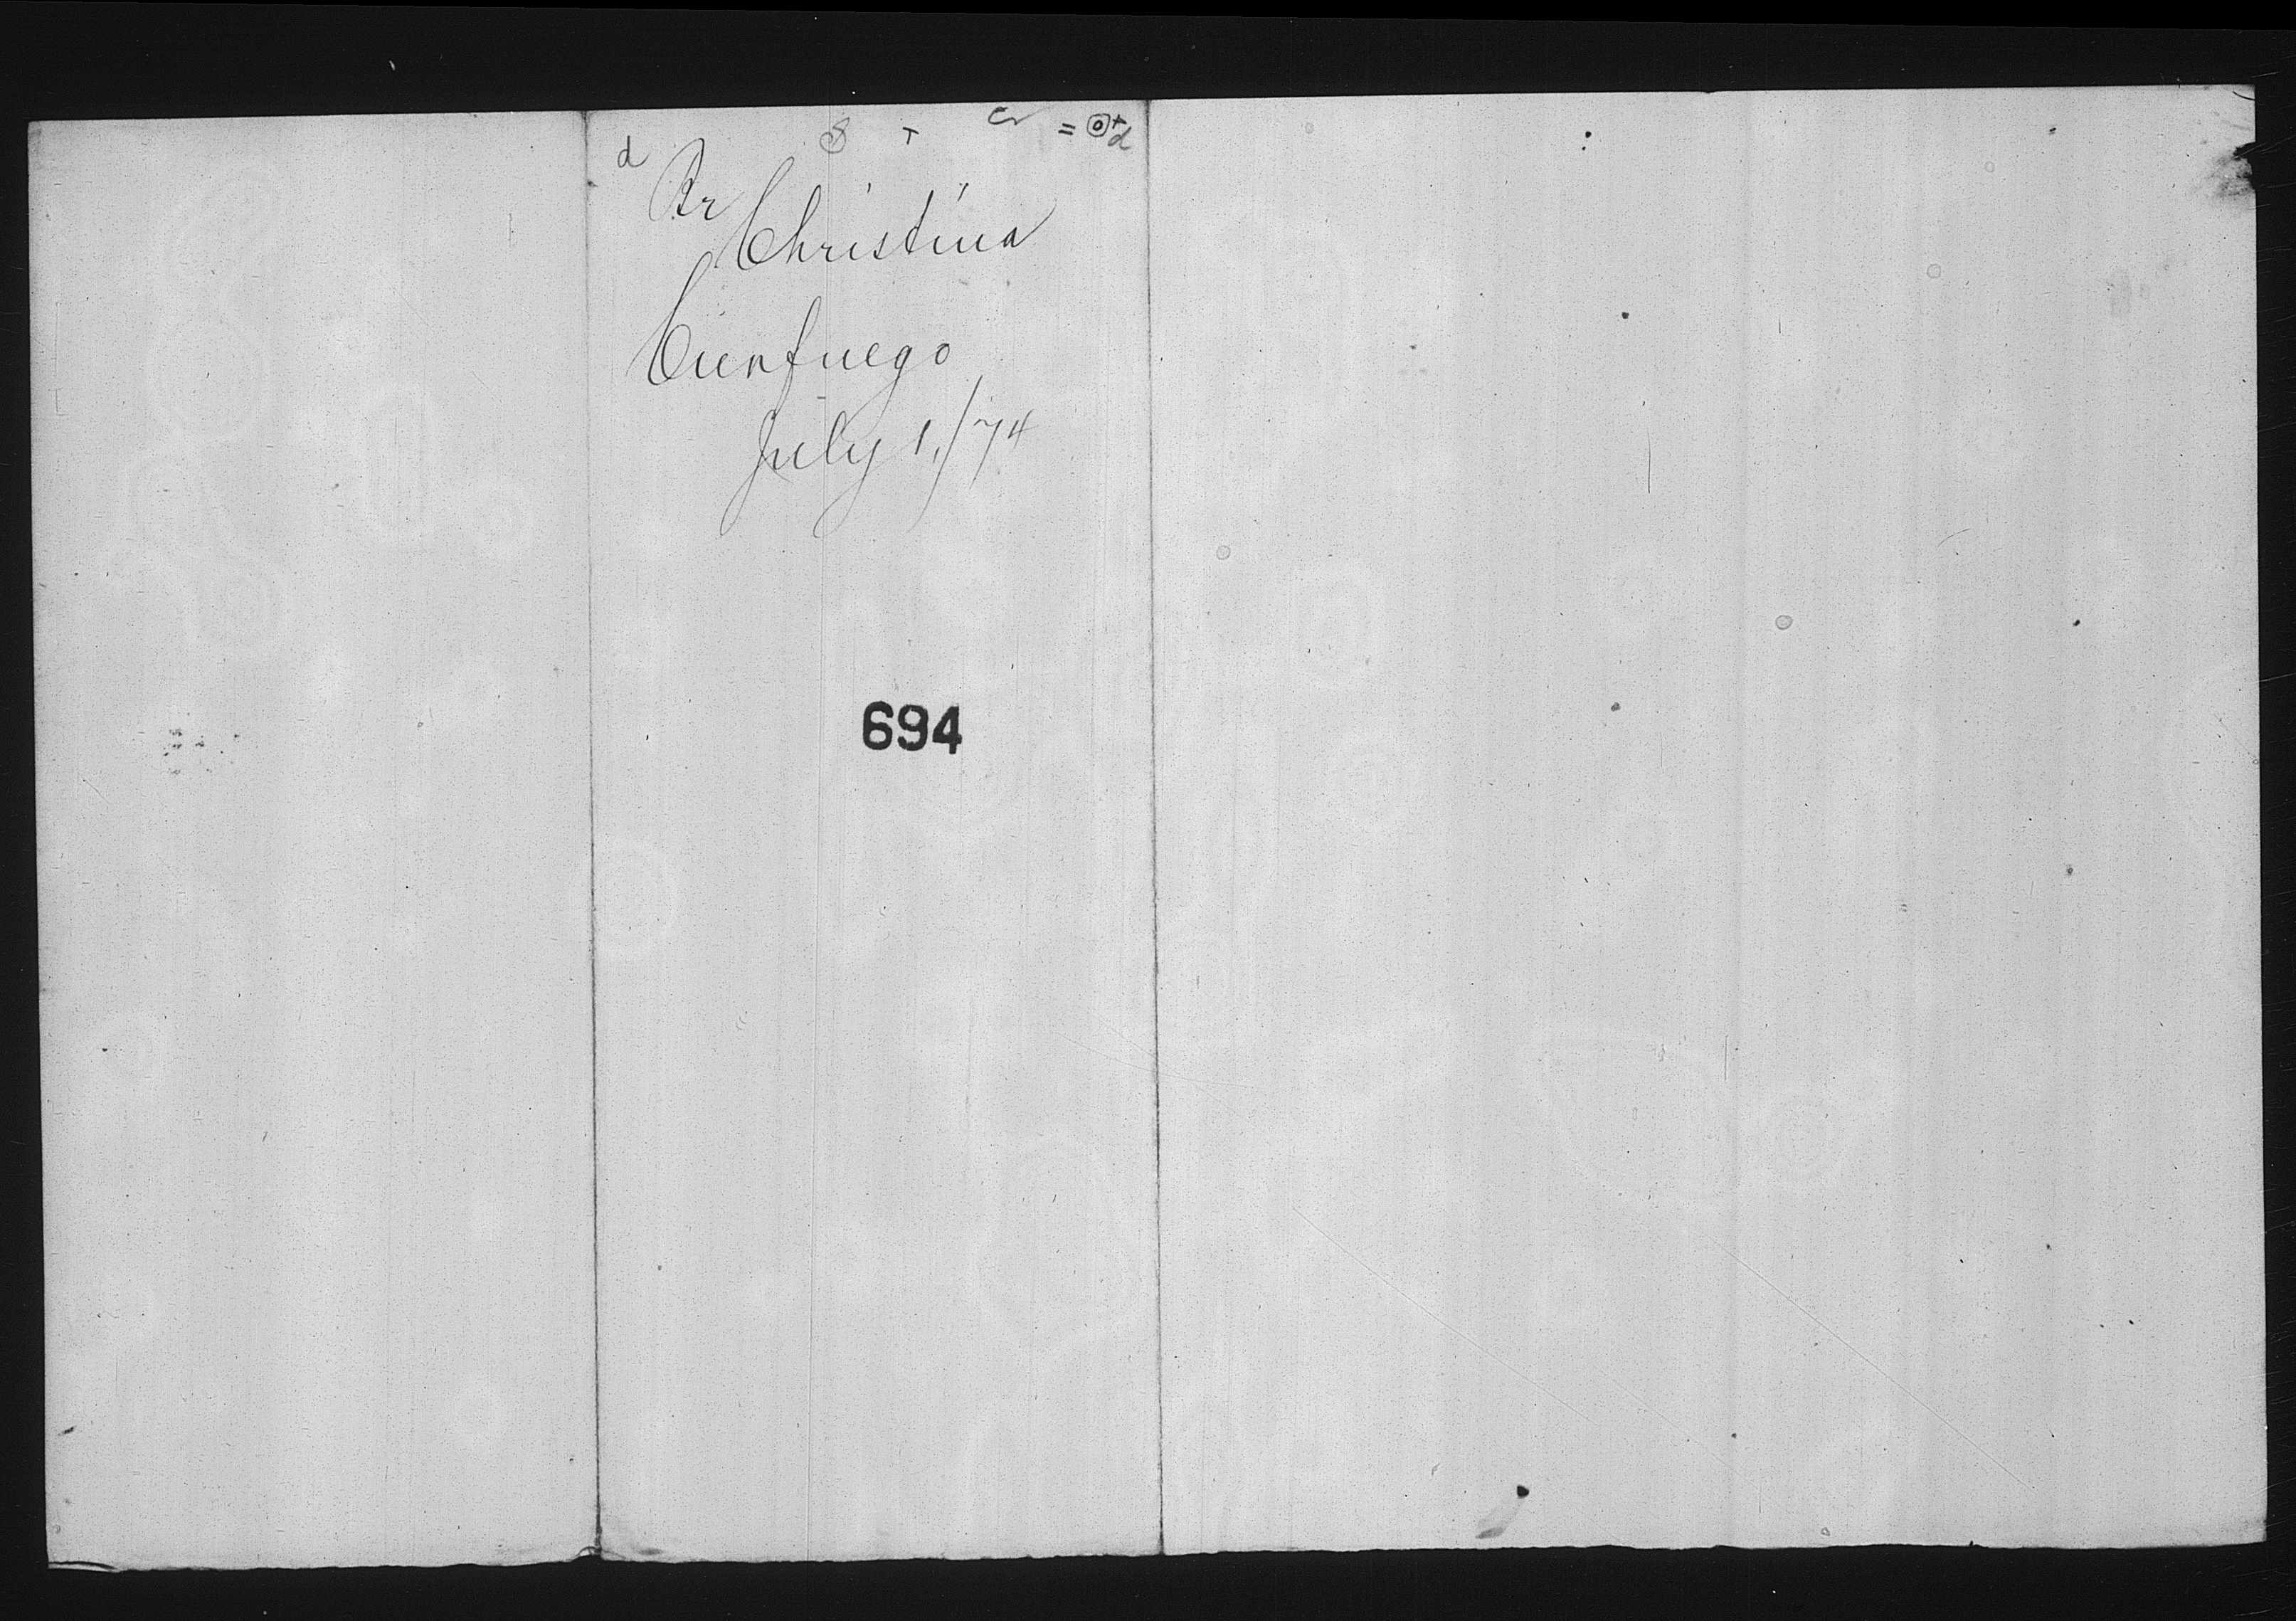 d
Br
Christina
Cienfuego
July 1,/74
694